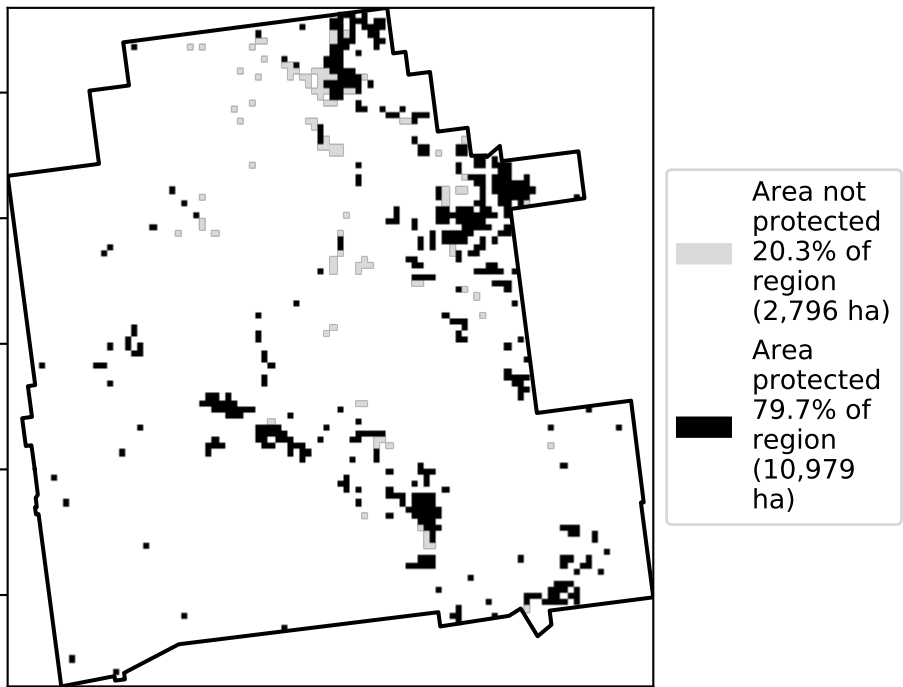 Area not
protected
20.3% of
region
(2,796 ha)
Area
protected
79.7% of
region
(10,979
ha)